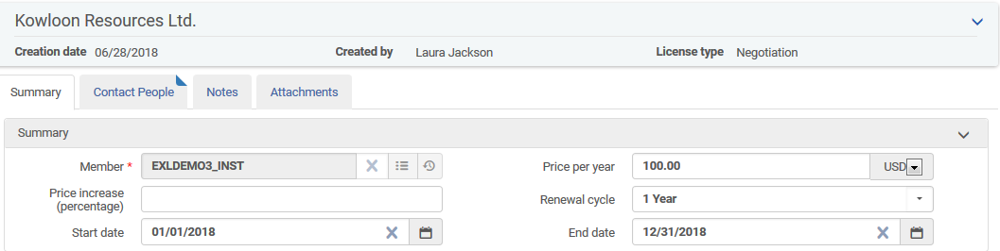 Kowloon Resources Ltd.
Creation date 06/28/2018 Created by Laura Jackson License type Negotiation
Summary Contact People Notes Attachments
Summary
Member * EXLDEMO3_INST Price per year 100.00 USD
Price increase (percentage) Renewal cycle 1 Year
Start date 01/01/2018 End date 12/31/2018